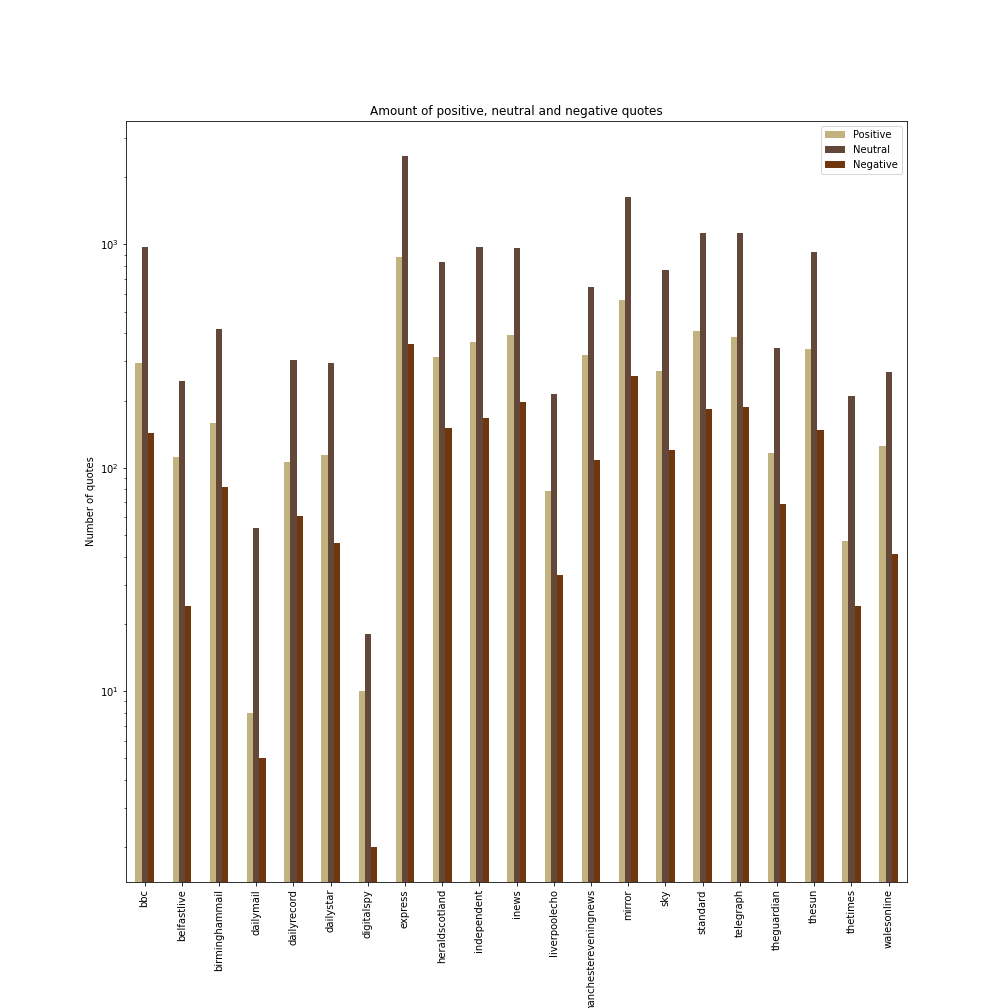 Amount of positive, neutral and negative quotes
Positive
Neutral
Negative
Number of quotes
10³
10²
10¹
bbc
belfastlive
birminghammail
dailymail
dailyrecord
dailystar
digitalspy
express
heraldscotland
independent
inews
liverpoolecho
anchestereveningnews
mirror
sky
standard
telegraph
theguardian
thesun
thetimes
walesonline